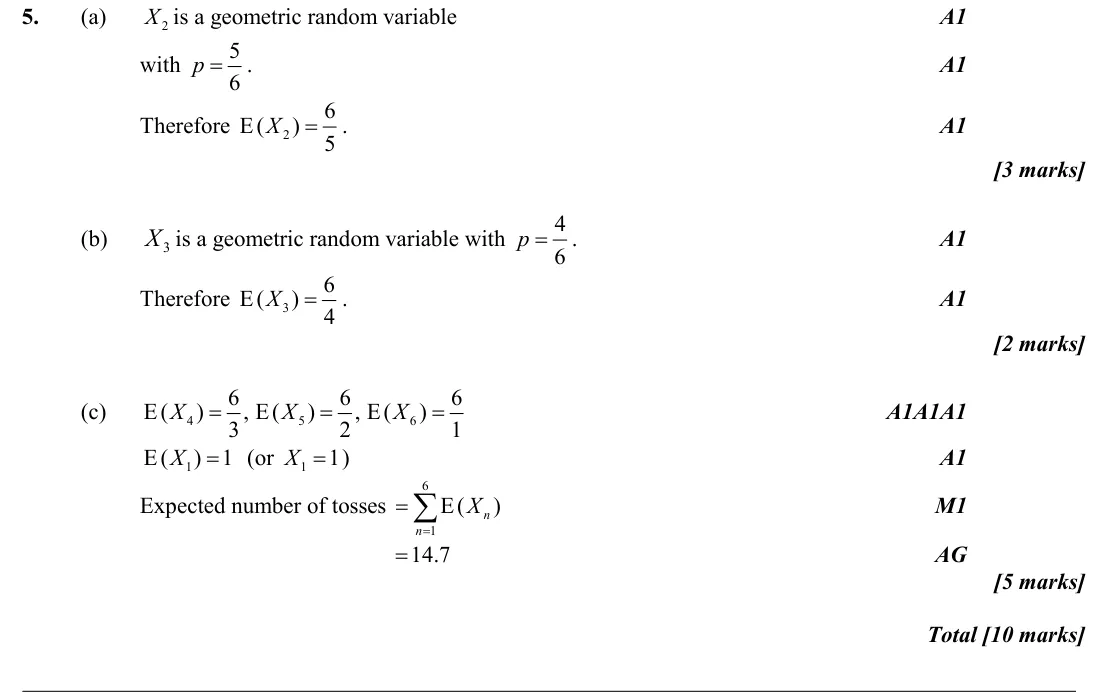 5. (a) X₂ is a geometric random variable A1
with p = 5/6 . A1
Therefore E(X₂) = 6/5 . A1
[3 marks]
(b) X₃ is a geometric random variable with p = 4/6 . A1
Therefore E(X₃) = 6/4 . A1
[2 marks]
(c) E(X₄) = 6/3 , E(X₅) = 6/2 , E(X₆) = 6/1 A1A1A1
E(X₁) = 1 (or X₁ = 1) A1
Expected number of tosses = ∑_{n=1}^{6} E(Xₙ) M1
= 14.7 AG
[5 marks]
Total [10 marks]